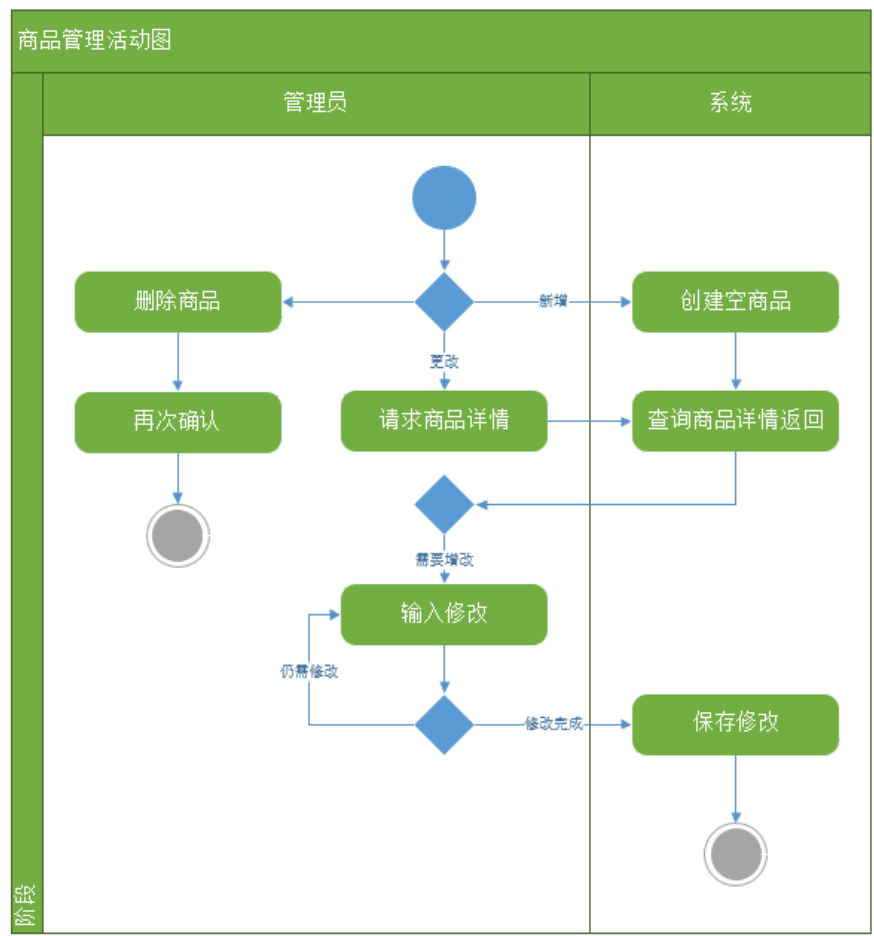 商品管理活动图
管理员
系统
删除商品
新增
创建空商品
更改
再次确认
请求商品详情
查询商品详情返回
需要增改
输入修改
仍需修改
修改完成
保存修改
阶段